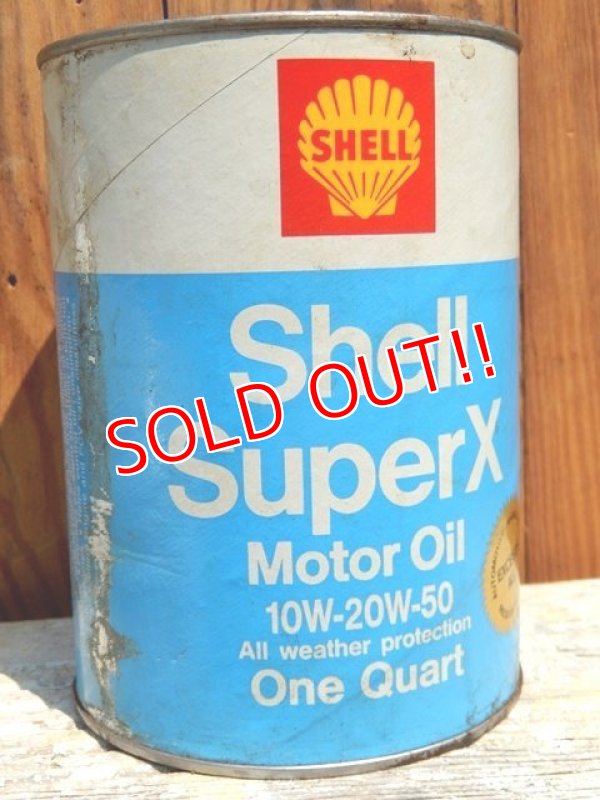 SHELL
Shell
SOLD OUT!!
SuperX
Motor Oil
10W-20W-50
All weather protection
One Quart